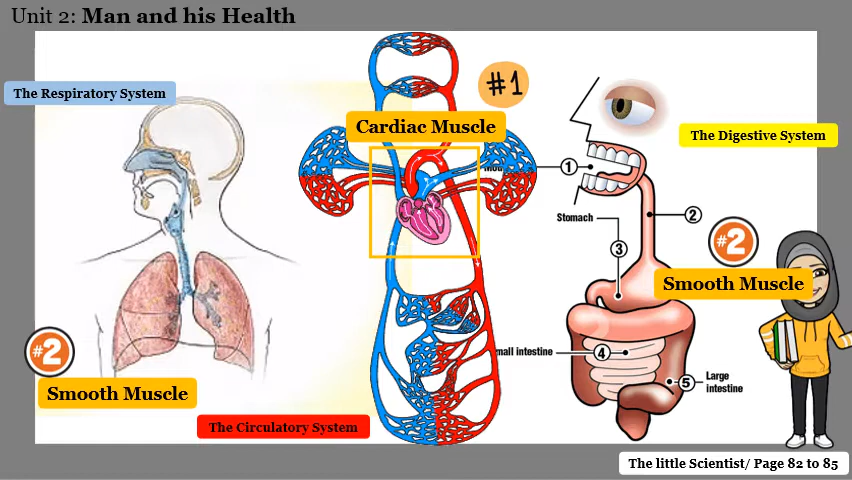 Unit 2: Man and his Health
The Respiratory System
#1
Cardiac Muscle
The Digestive System
1
2
Stomach
3
#2
Smooth Muscle
mall intestine
4
5
Large
intestine
#2
Smooth Muscle
The Circulatory System
The little Scientist/ Page 82 to 85